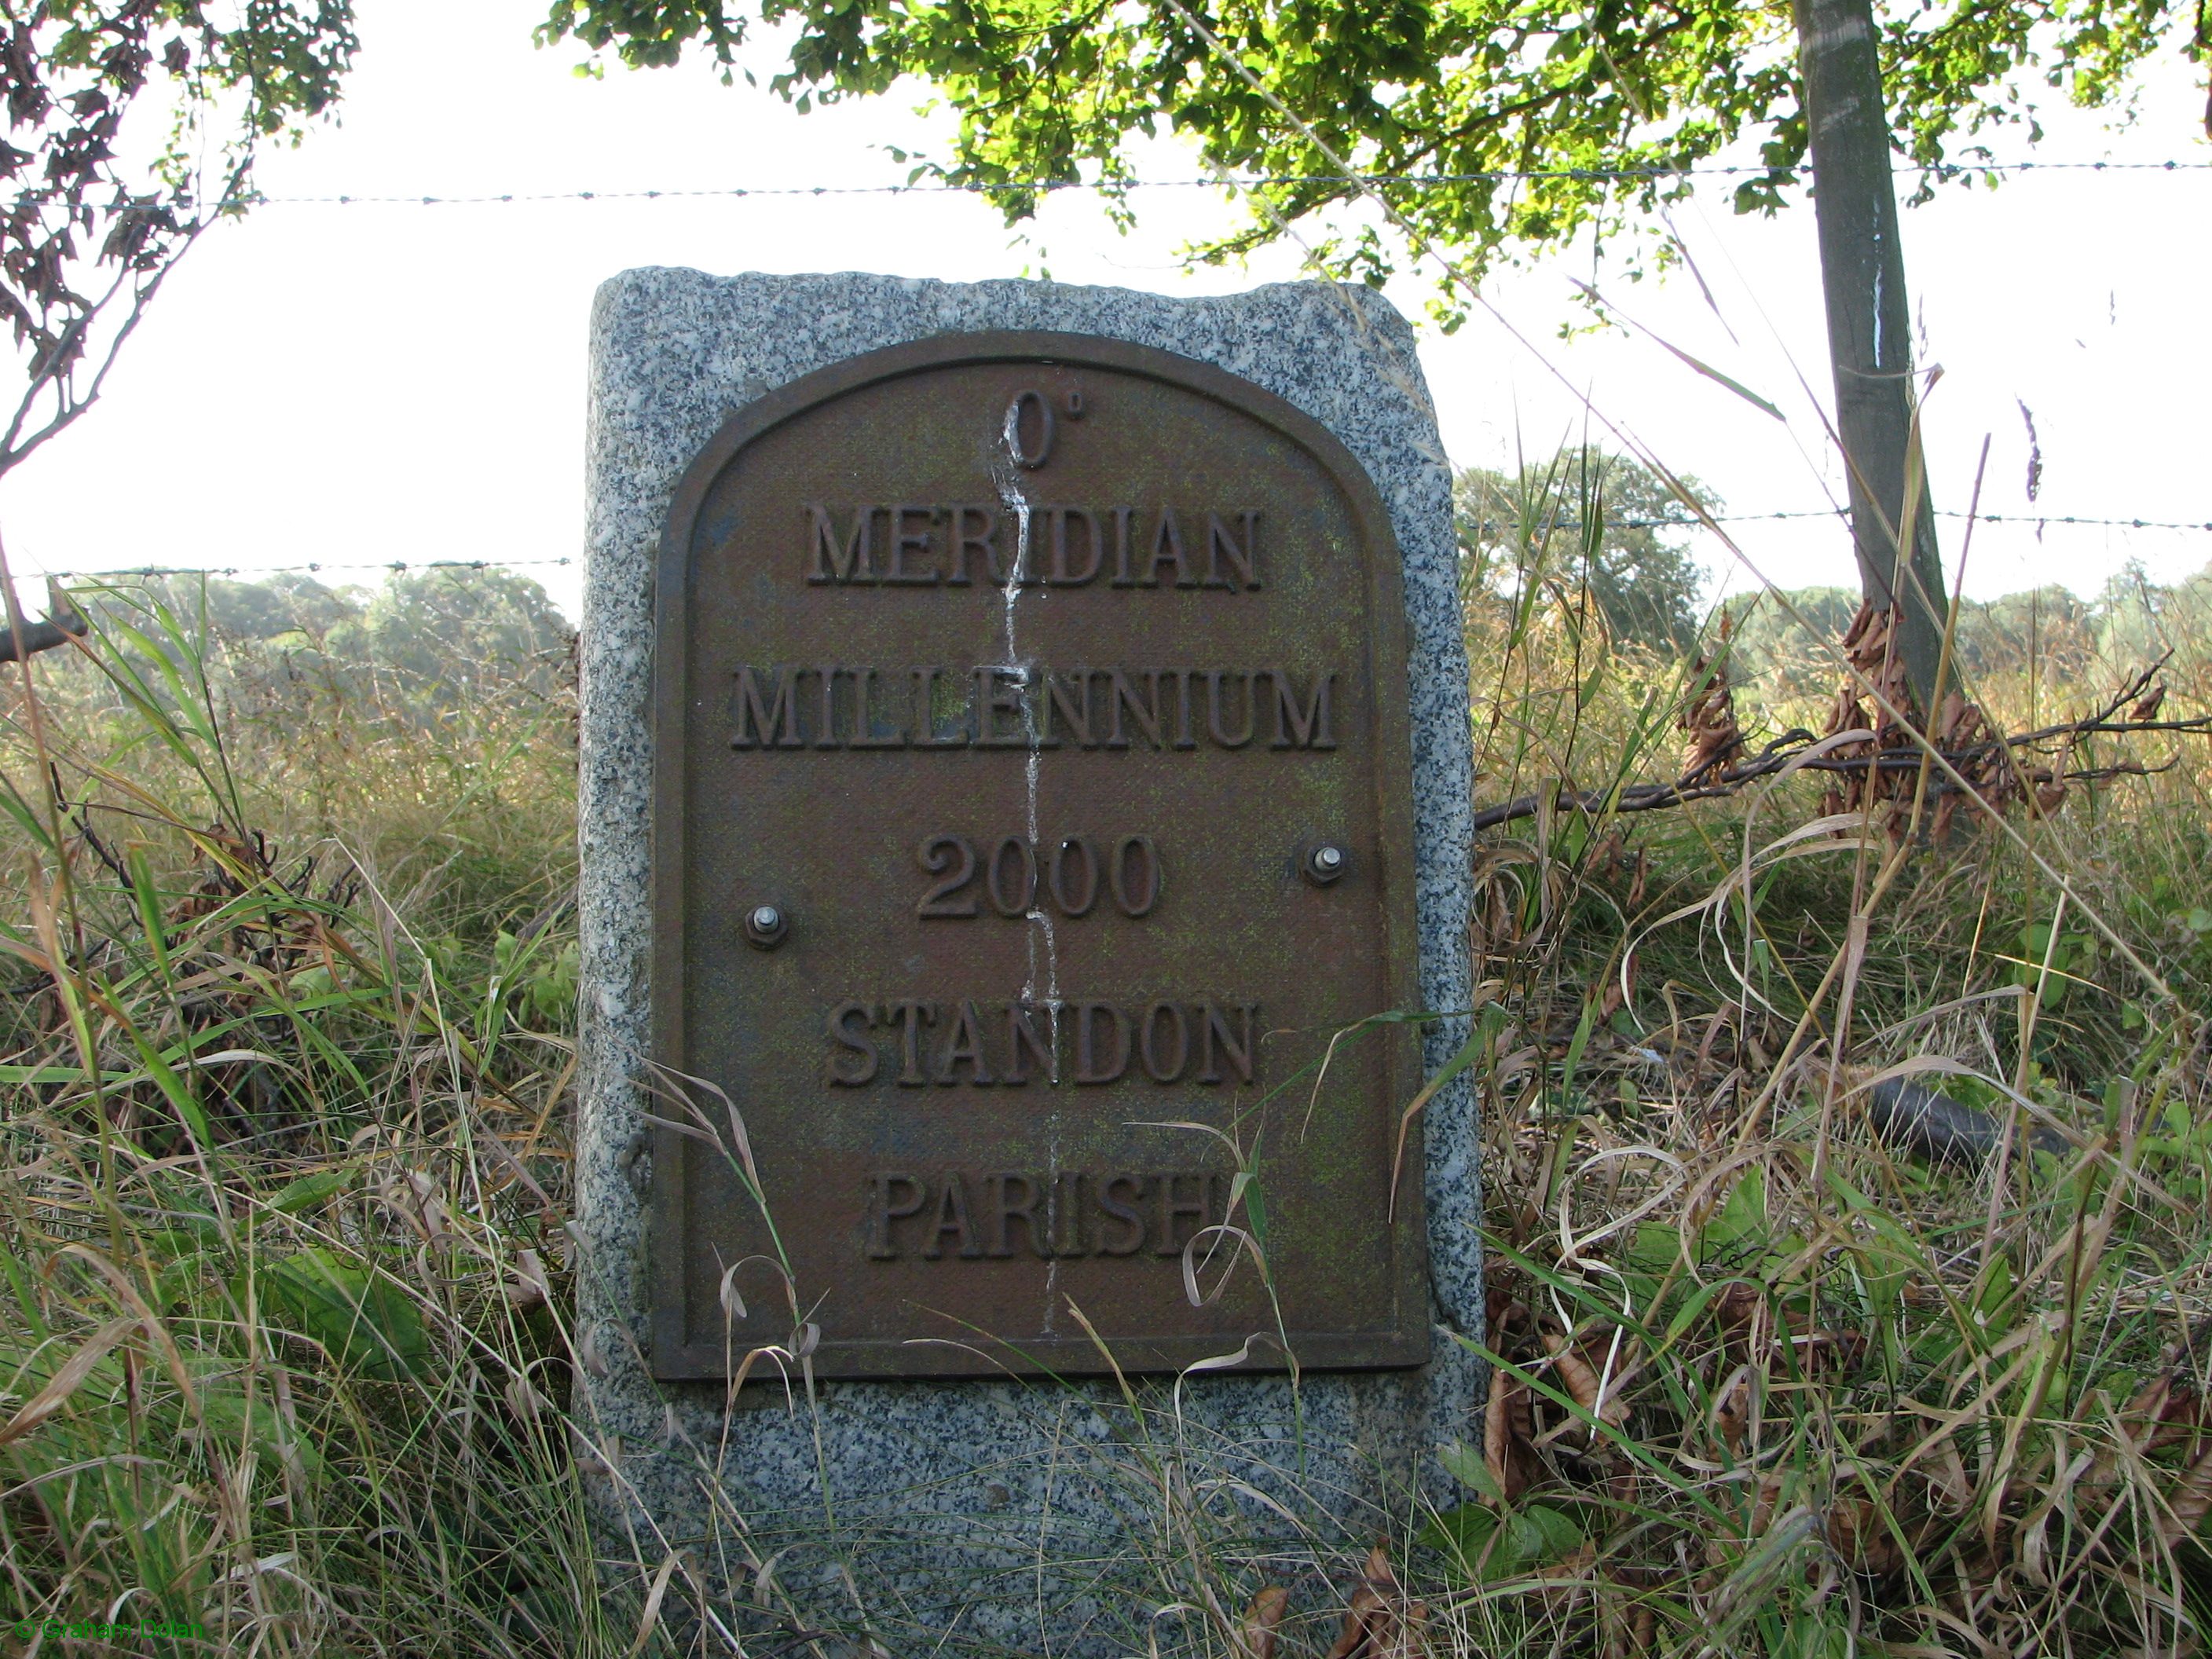 0°
MERIDIAN
MILLENNIUM
2000
STANDON
PARISH
© Graham Dolan